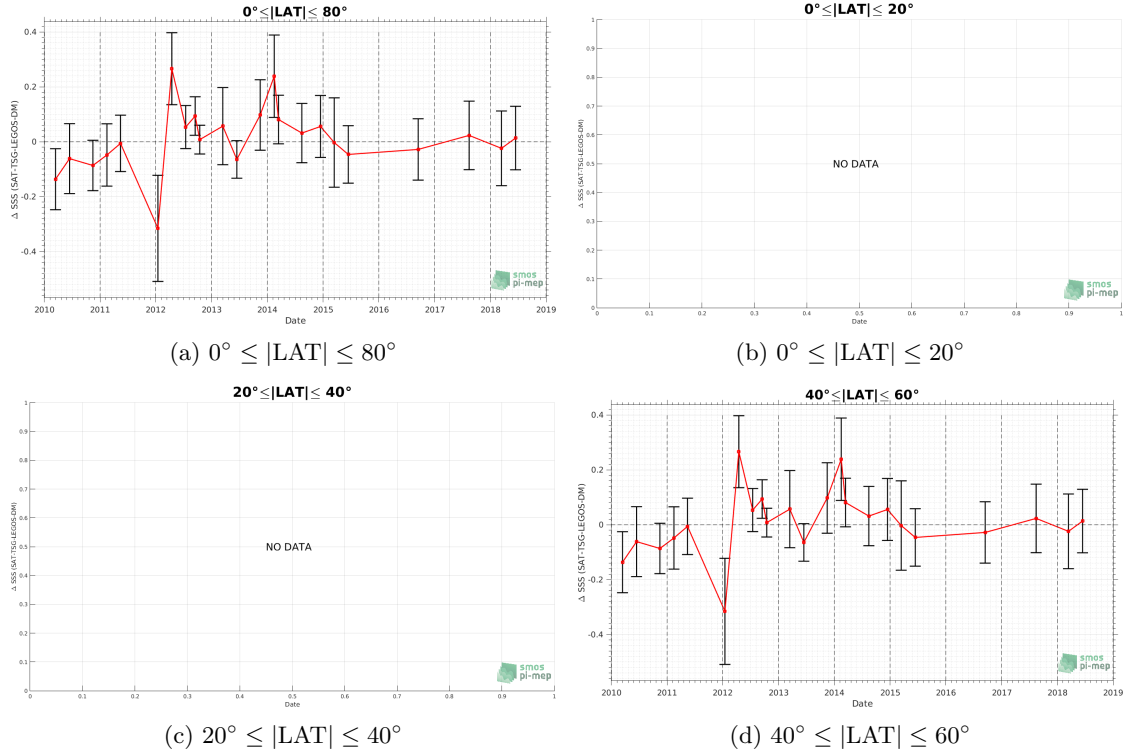 0°≤|LAT|≤ 80°
0.4
0.2
0
-0.2
-0.4
Δ SSS (SAT-TSG-LEGOS-DM)
2010 2011 2012 2013 2014 2015 2016 2017 2018 2019
Date
smos
pi-mep
(a) 0° ≤ |LAT| ≤ 80°
0°≤|LAT|≤ 20°
1
0.9
0.8
0.7
0.6
0.5
0.4
0.3
0.2
0.1
0
Δ SSS (SAT-TSG-LEGOS-DM)
NO DATA
0 0.1 0.2 0.3 0.4 0.5 0.6 0.7 0.8 0.9 1
Date
smos
pi-mep
(b) 0° ≤ |LAT| ≤ 20°
20°≤|LAT|≤ 40°
1
0.9
0.8
0.7
0.6
0.5
0.4
0.3
0.2
0.1
0
Δ SSS (SAT-TSG-LEGOS-DM)
NO DATA
0 0.1 0.2 0.3 0.4 0.5 0.6 0.7 0.8 0.9 1
Date
smos
pi-mep
(c) 20° ≤ |LAT| ≤ 40°
40°≤|LAT|≤ 60°
0.4
0.2
0
-0.2
-0.4
Δ SSS (SAT-TSG-LEGOS-DM)
2010 2011 2012 2013 2014 2015 2016 2017 2018 2019
Date
smos
pi-mep
(d) 40° ≤ |LAT| ≤ 60°